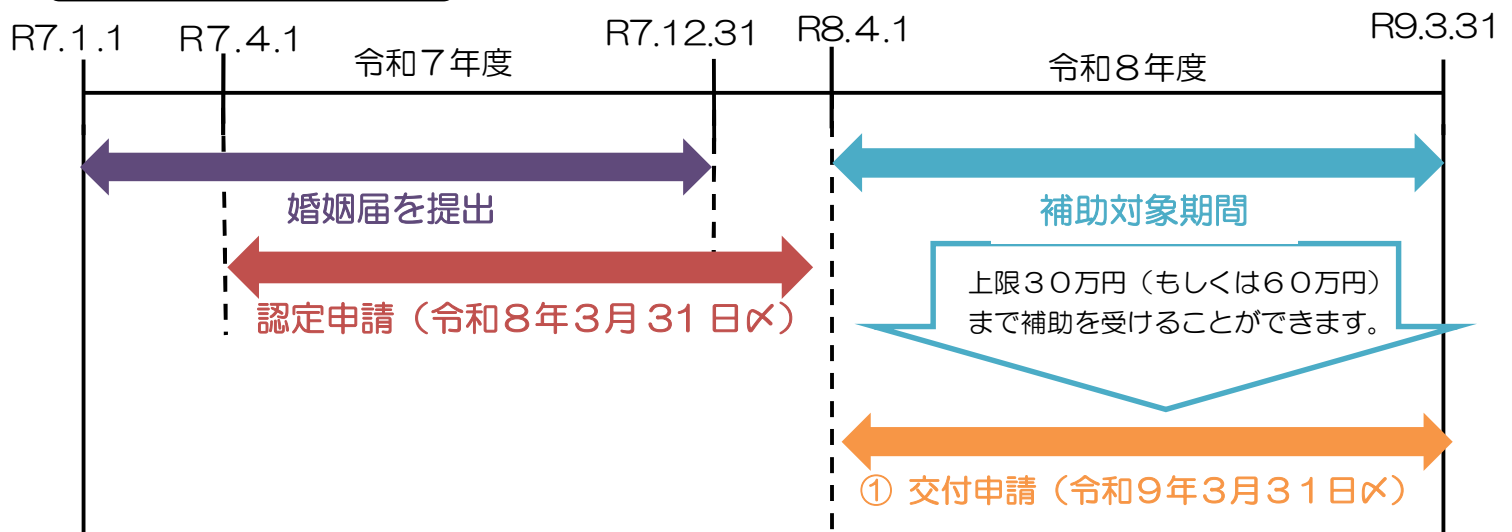 R7.1.1 R7.4.1 R7.12.31 R8.4.1 R9.3.31
令和7年度 令和8年度
婚姻届を提出 補助対象期間
認定申請（令和8年3月31日〆）
上限30万円（もしくは60万円）
まで補助を受けることができます。
① 交付申請（令和9年3月31日〆）